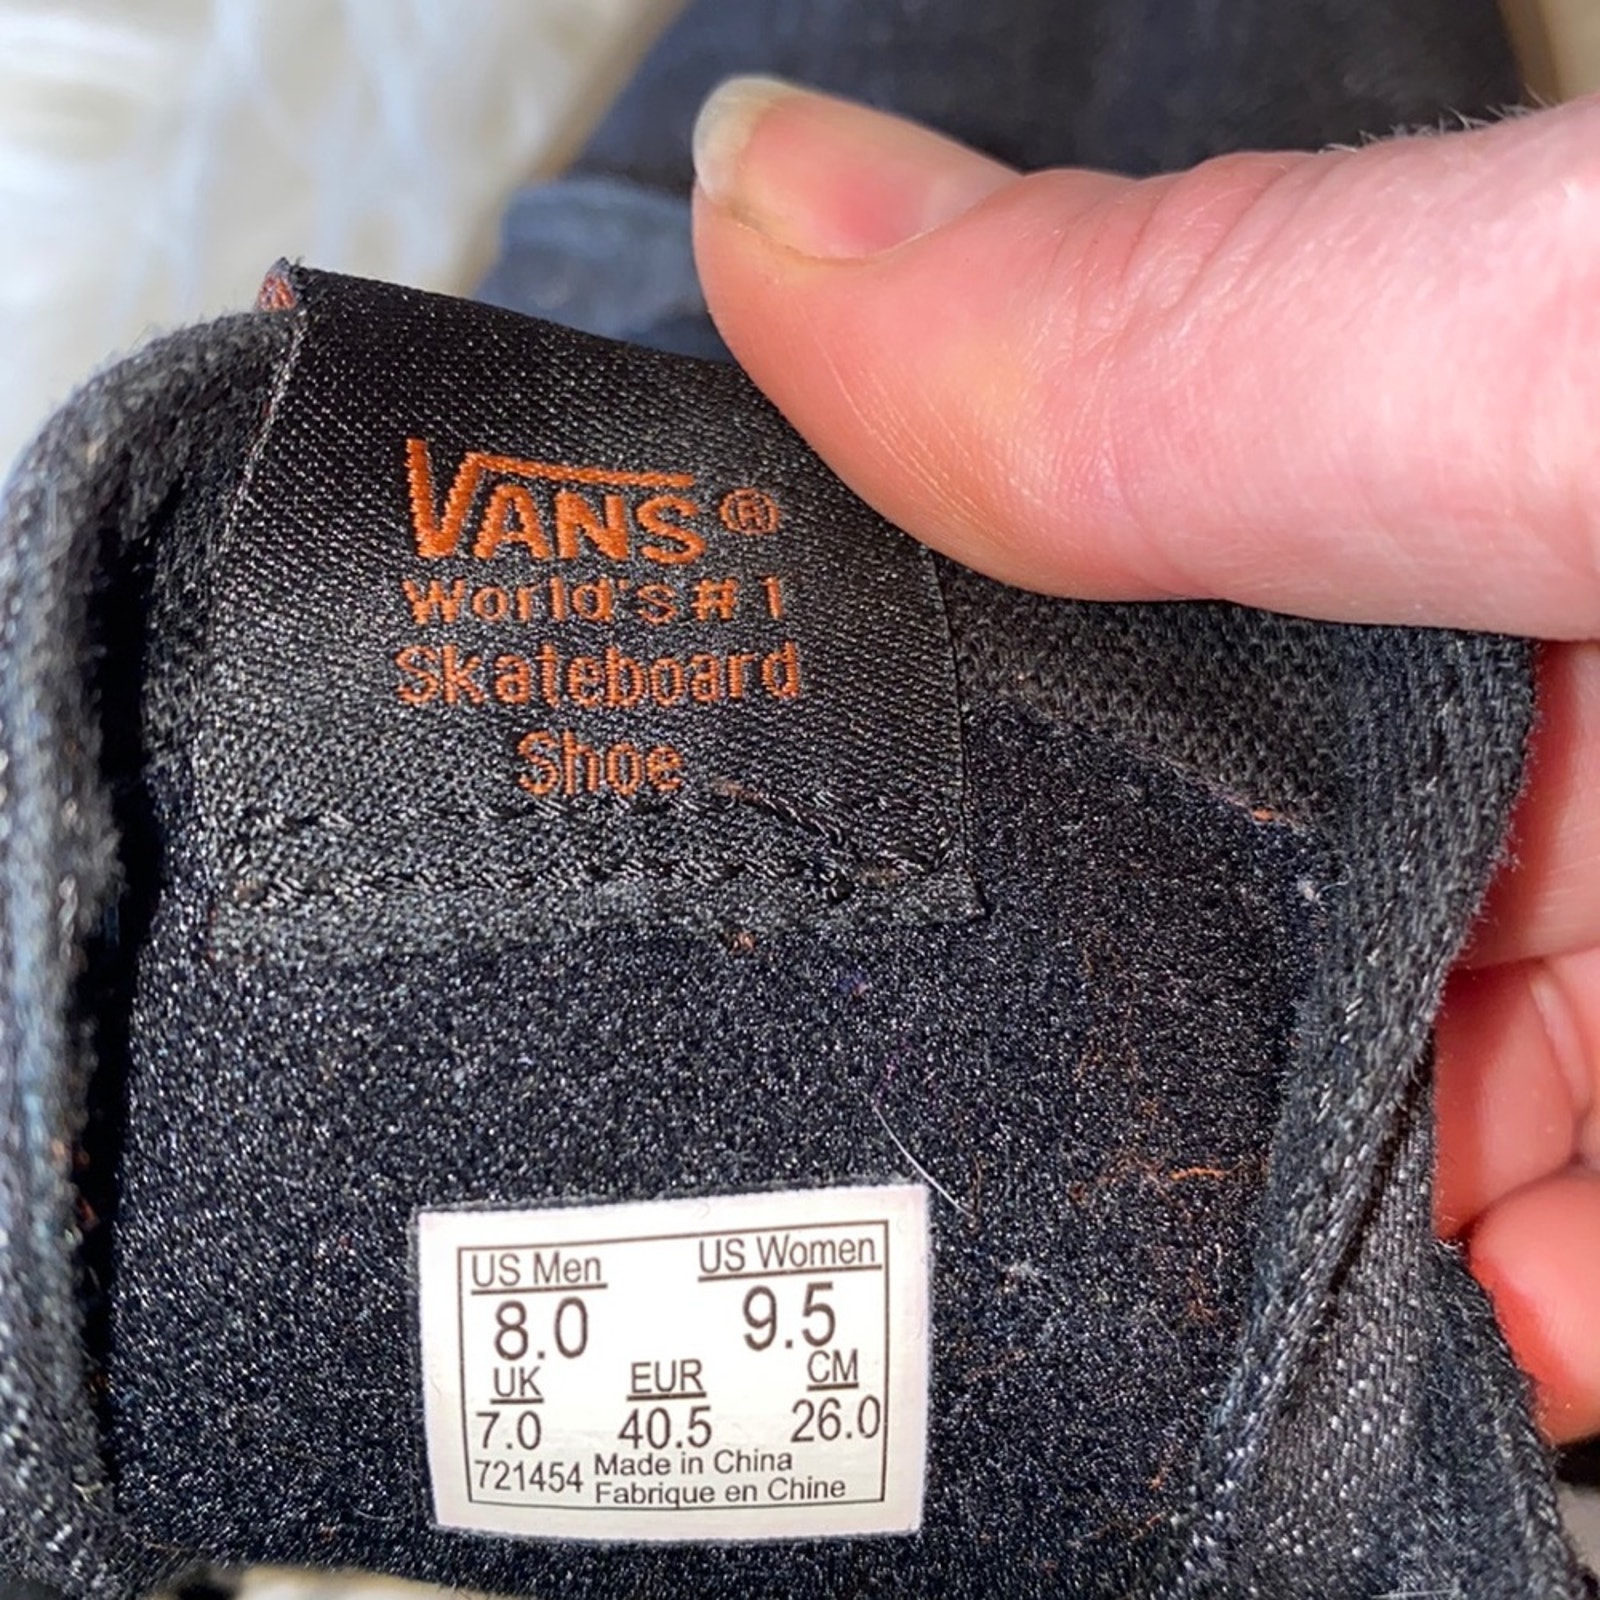 VANS®
World's #1
Skateboard
Shoe
US Men US Women
8.0 9.5
UK EUR CM
7.0 40.5 26.0
721454 Made in China
Fabrique en Chine